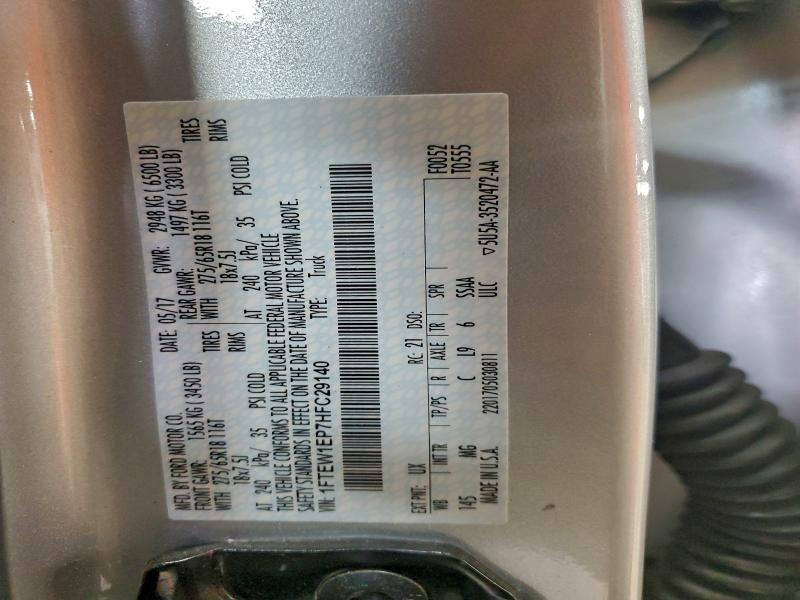 MFD. BY FORD MOTOR CO.
DATE: 05/17 GVWR: 2948 KG ( 6500 LB)
FRONT GAWR: 1565 KG ( 3450 LB) REAR GAWR: 1497 KG ( 3300 LB)
WITH 275/65R18 116T TIRES WITH 275/65R18 116T TIRES
18x7.5J RIMS 18x7.5J RIMS
AT 240 kPa/ 35 PSI COLD AT 240 kPa/ 35 PSI COLD
THIS VEHICLE CONFORMS TO ALL APPLICABLE FEDERAL MOTOR VEHICLE
SAFETY STANDARDS IN EFFECT ON THE DATE OF MANUFACTURE SHOWN ABOVE.
VIN: 1FTEW1EP7HFC29140 TYPE: Truck
EXT PNT: UX RC: 21 DSO: F0052
WB INT TR TP/PS R AXLE TR SPR T0555
145 MG C L9 6 SSAA
MADE IN U.S.A. 2201705030811 ULC ▽5U5A-3520472-AA